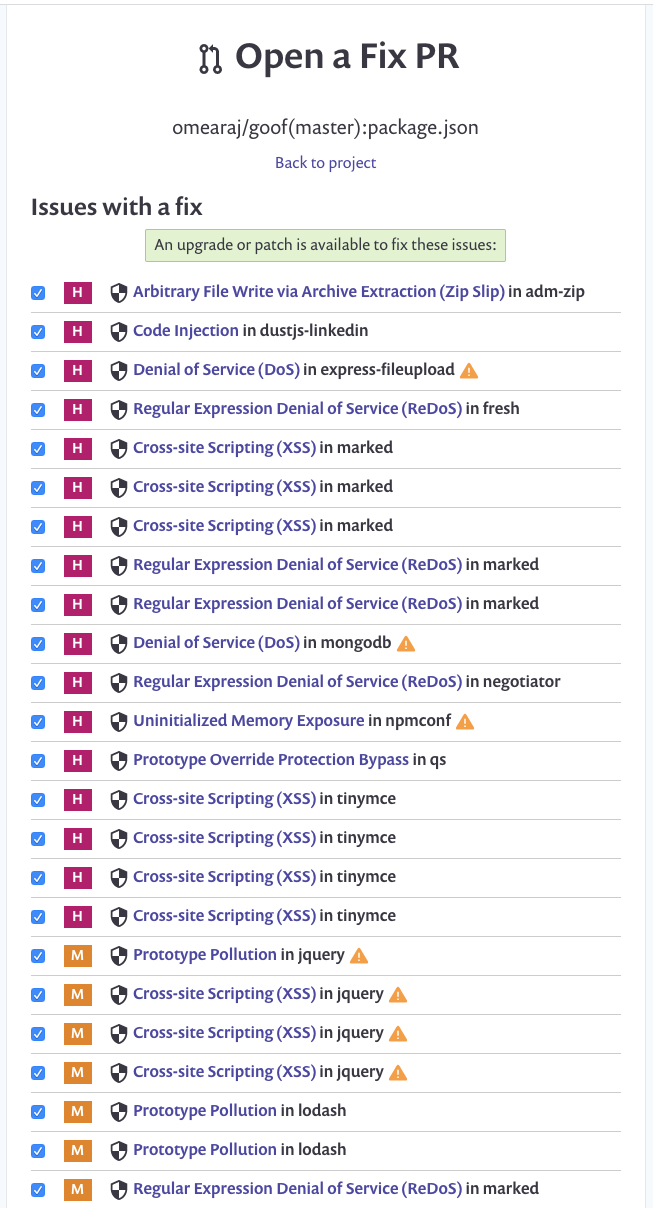 Open a Fix PR
omearaj/goof(master):package.json
Back to project
Issues with a fix
An upgrade or patch is available to fix these issues:
H Arbitrary File Write via Archive Extraction (Zip Slip) in adm-zip
H Code Injection in dustjs-linkedin
H Denial of Service (DoS) in express-fileupload
H Regular Expression Denial of Service (ReDoS) in fresh
H Cross-site Scripting (XSS) in marked
H Cross-site Scripting (XSS) in marked
H Cross-site Scripting (XSS) in marked
H Regular Expression Denial of Service (ReDoS) in marked
H Regular Expression Denial of Service (ReDoS) in marked
H Denial of Service (DoS) in mongodb
H Regular Expression Denial of Service (ReDoS) in negotiator
H Uninitialized Memory Exposure in npmconf
H Prototype Override Protection Bypass in qs
H Cross-site Scripting (XSS) in tinymce
H Cross-site Scripting (XSS) in tinymce
H Cross-site Scripting (XSS) in tinymce
H Cross-site Scripting (XSS) in tinymce
M Prototype Pollution in jquery
M Cross-site Scripting (XSS) in jquery
M Cross-site Scripting (XSS) in jquery
M Cross-site Scripting (XSS) in jquery
M Prototype Pollution in lodash
M Prototype Pollution in lodash
M Regular Expression Denial of Service (ReDoS) in marked